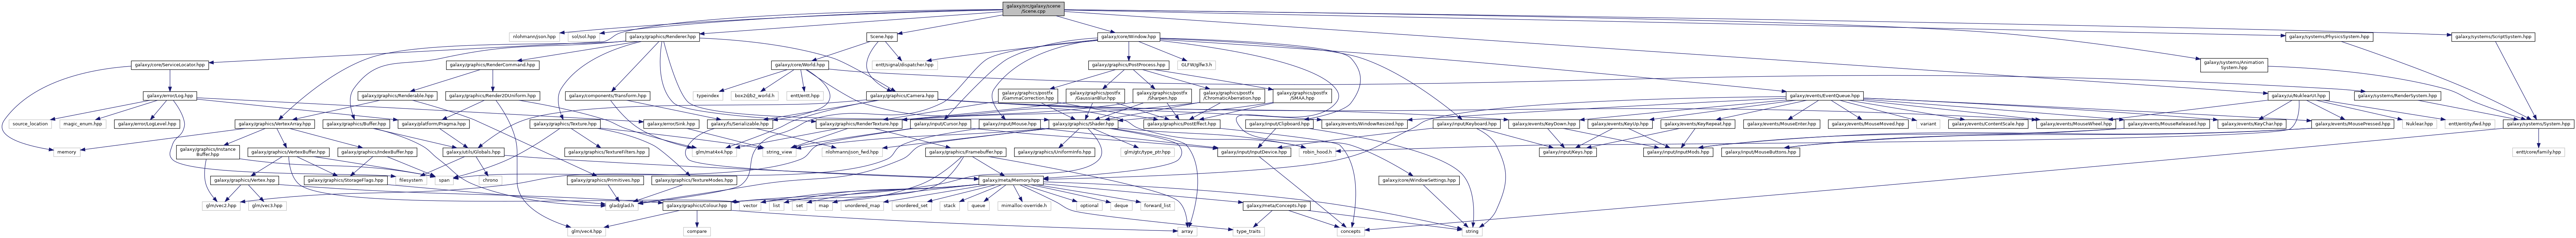 galaxy/src/galaxy/scene
/Scene.cpp
nlohmann/json.hpp
sol/sol.hpp
galaxy/graphics/Renderer.hpp
Scene.hpp
galaxy/core/Window.hpp
galaxy/systems/PhysicsSystem.hpp
galaxy/systems/ScriptSystem.hpp
galaxy/core/ServiceLocator.hpp
galaxy/graphics/RenderCommand.hpp
galaxy/core/World.hpp
entt/signal/dispatcher.hpp
galaxy/graphics/PostProcess.hpp
GLFW/glfw3.h
galaxy/systems/Animation
System.hpp
galaxy/error/Log.hpp
galaxy/graphics/Renderable.hpp
galaxy/graphics/Render2DUniform.hpp
galaxy/components/Transform.hpp
typeindex
box2d/b2_world.h
entt/entt.hpp
galaxy/graphics/Camera.hpp
galaxy/graphics/postfx
/GammaCorrection.hpp
galaxy/graphics/postfx
/GaussianBlur.hpp
galaxy/graphics/postfx
/Sharpen.hpp
galaxy/graphics/postfx
/ChromaticAberration.hpp
galaxy/graphics/postfx
/SMAA.hpp
galaxy/events/EventQueue.hpp
galaxy/ui/NuklearUI.hpp
galaxy/systems/RenderSystem.hpp
source_location
magic_enum.hpp
galaxy/error/LogLevel.hpp
galaxy/graphics/VertexArray.hpp
galaxy/graphics/Buffer.hpp
galaxy/platform/Pragma.hpp
galaxy/graphics/Texture.hpp
galaxy/error/Sink.hpp
galaxy/fs/Serializable.hpp
galaxy/graphics/RenderTexture.hpp
galaxy/input/Cursor.hpp
galaxy/input/Mouse.hpp
galaxy/graphics/Shader.hpp
galaxy/graphics/PostEffect.hpp
galaxy/input/Clipboard.hpp
galaxy/events/WindowResized.hpp
galaxy/input/Keyboard.hpp
galaxy/events/KeyDown.hpp
galaxy/events/KeyUp.hpp
galaxy/events/KeyRepeat.hpp
galaxy/events/MouseEnter.hpp
galaxy/events/MouseMoved.hpp
variant
galaxy/events/ContentScale.hpp
galaxy/events/MouseWheel.hpp
galaxy/events/MouseReleased.hpp
galaxy/events/KeyChar.hpp
galaxy/events/MousePressed.hpp
Nuklear.hpp
entt/entity/fwd.hpp
galaxy/systems/System.hpp
memory
galaxy/graphics/Instance
Buffer.hpp
galaxy/graphics/VertexBuffer.hpp
galaxy/graphics/IndexBuffer.hpp
galaxy/utils/Globals.hpp
galaxy/graphics/TextureFilters.hpp
glm/mat4x4.hpp
string_view
nlohmann/json_fwd.hpp
galaxy/graphics/Framebuffer.hpp
galaxy/graphics/UniformInfo.hpp
glm/gtc/type_ptr.hpp
galaxy/input/InputDevice.hpp
robin_hood.h
galaxy/input/Keys.hpp
galaxy/input/InputMods.hpp
galaxy/input/MouseButtons.hpp
entt/core/family.hpp
galaxy/graphics/Vertex.hpp
galaxy/graphics/StorageFlags.hpp
filesystem
span
chrono
galaxy/graphics/Primitives.hpp
galaxy/graphics/TextureModes.hpp
galaxy/meta/Memory.hpp
galaxy/core/WindowSettings.hpp
glm/vec2.hpp
glm/vec3.hpp
glad/glad.h
galaxy/graphics/Colour.hpp
vector
list
set
map
unordered_map
unordered_set
stack
queue
mimalloc-override.h
optional
deque
forward_list
galaxy/meta/Concepts.hpp
glm/vec4.hpp
compare
array
type_traits
concepts
string